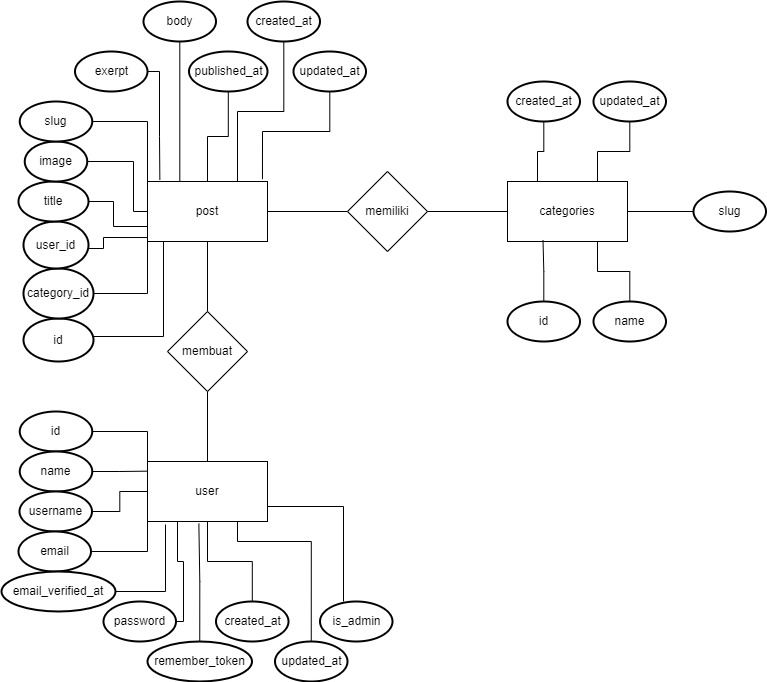 body
created_at
exerpt
published_at
updated_at
slug
image
title
user_id
category_id
id
post
memiliki
created_at
updated_at
categories
slug
id
name
membuat
id
name
username
email
email_verified_at
user
password
remember_token
created_at
updated_at
is_admin